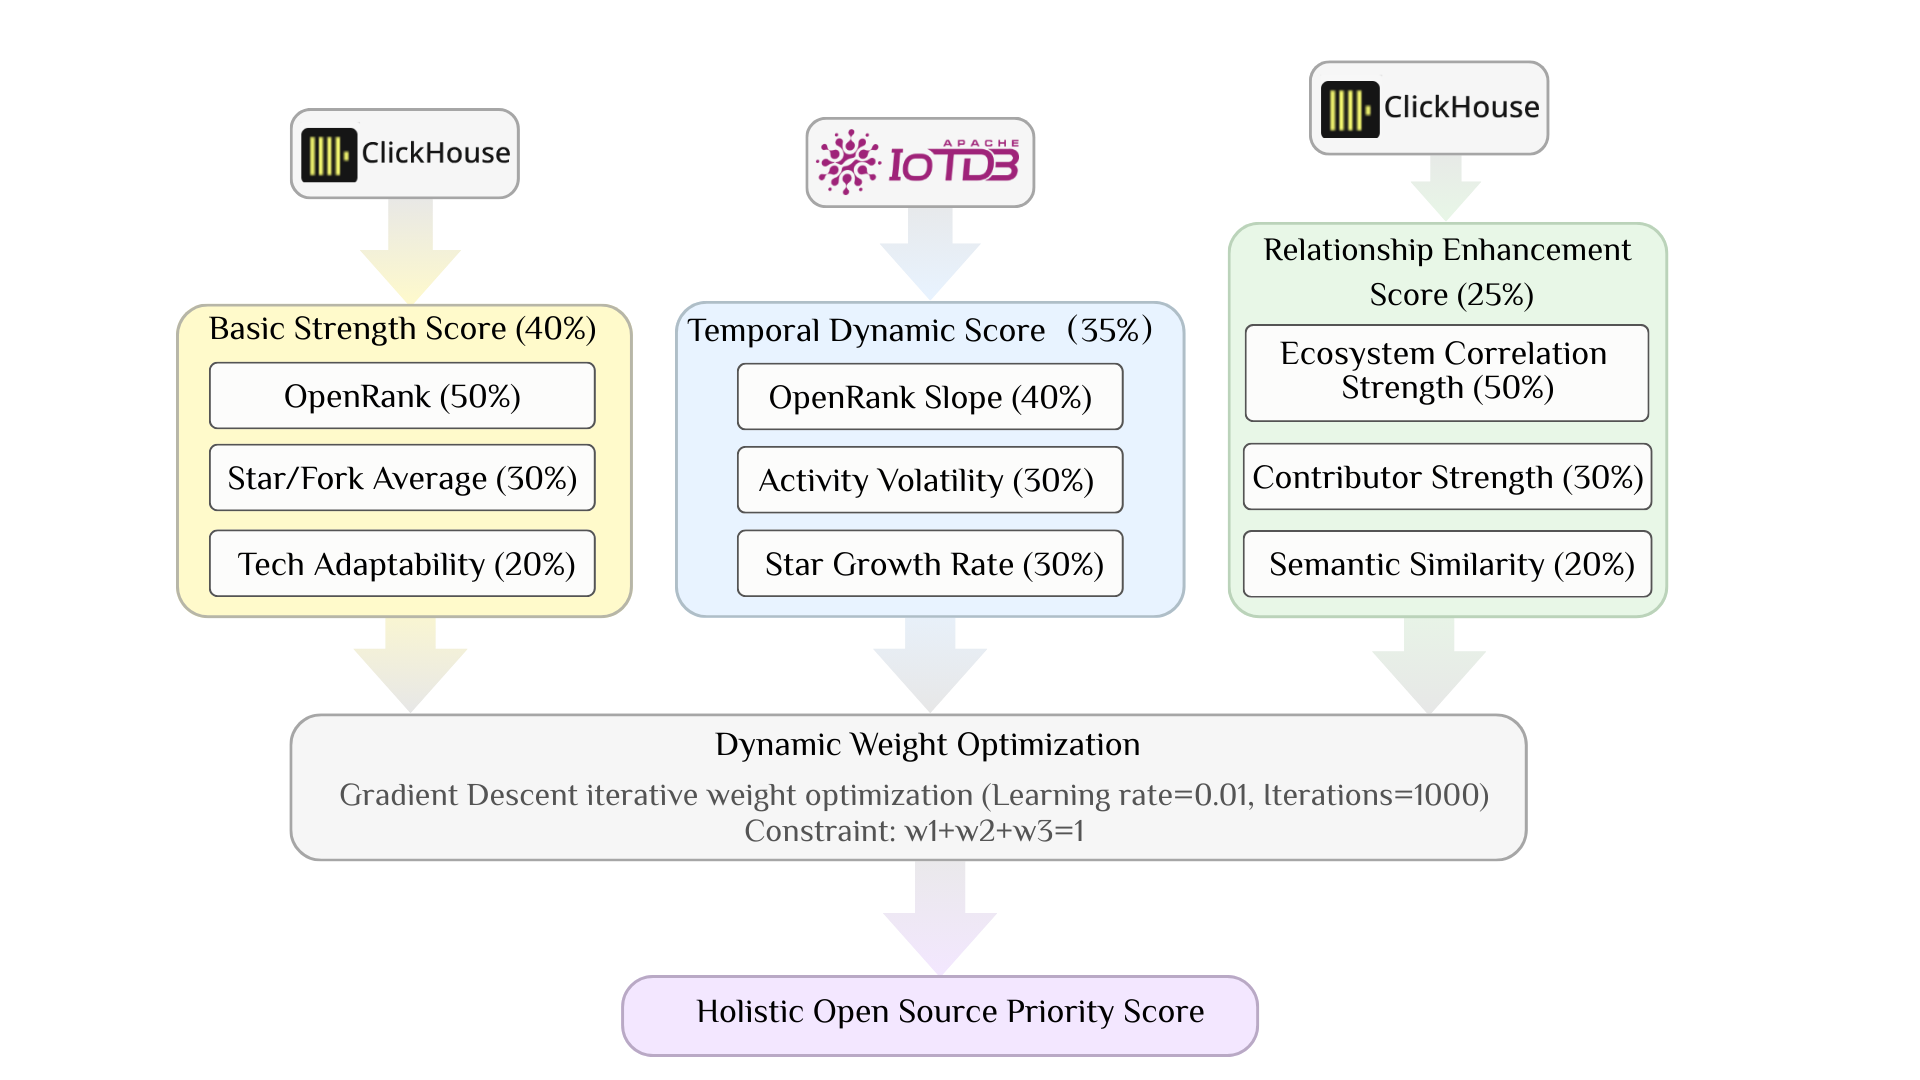 ClickHouse
APACHE
IoTDB
ClickHouse
Basic Strength Score (40%)
OpenRank (50%)
Star/Fork Average (30%)
Tech Adaptability (20%)
Temporal Dynamic Score（35%）
OpenRank Slope (40%)
Activity Volatility (30%)
Star Growth Rate (30%)
Relationship Enhancement
Score (25%)
Ecosystem Correlation
Strength (50%)
Contributor Strength (30%)
Semantic Similarity (20%)
Dynamic Weight Optimization
Gradient Descent iterative weight optimization (Learning rate=0.01, Iterations=1000)
Constraint: w1+w2+w3=1
Holistic Open Source Priority Score